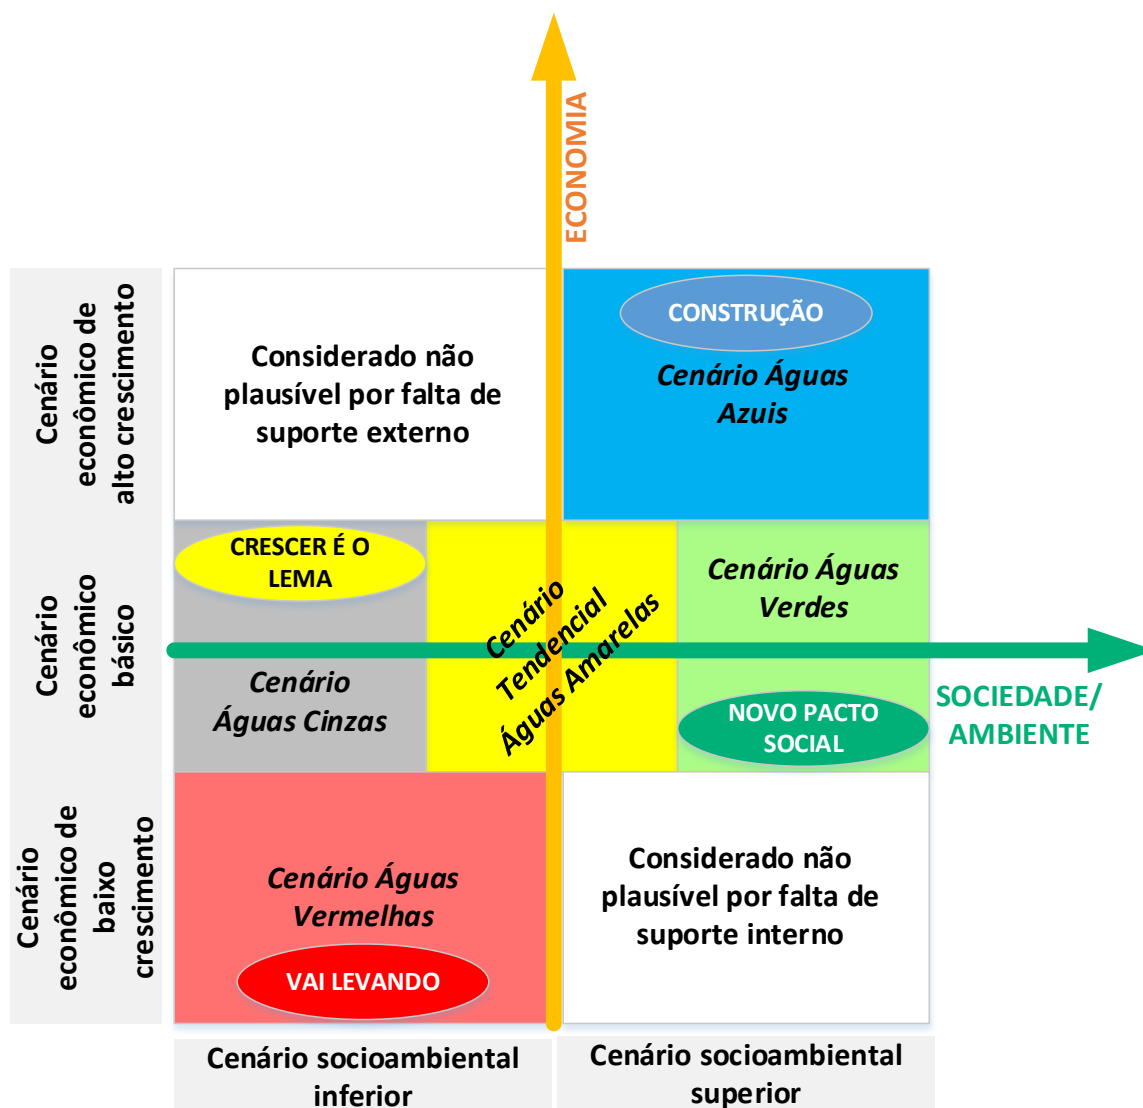 ECONOMIA
Cenário
econômico de
alto crescimento
Considerado não
plausível por falta de
suporte externo
CONSTRUÇÃO
Cenário Águas
Azuis
Cenário
econômico
básico
CRESCER É O
LEMA
Cenário
Águas Cinzas
Cenário
Tendencial
Águas Amarelas
Cenário Águas
Verdes
NOVO PACTO
SOCIAL
SOCIEDADE/
AMBIENTE
Cenário
econômico de
baixo
crescimento
Cenário Águas
Vermelhas
VAI LEVANDO
Considerado não
plausível por falta de
suporte interno
Cenário socioambiental
inferior
Cenário socioambiental
superior